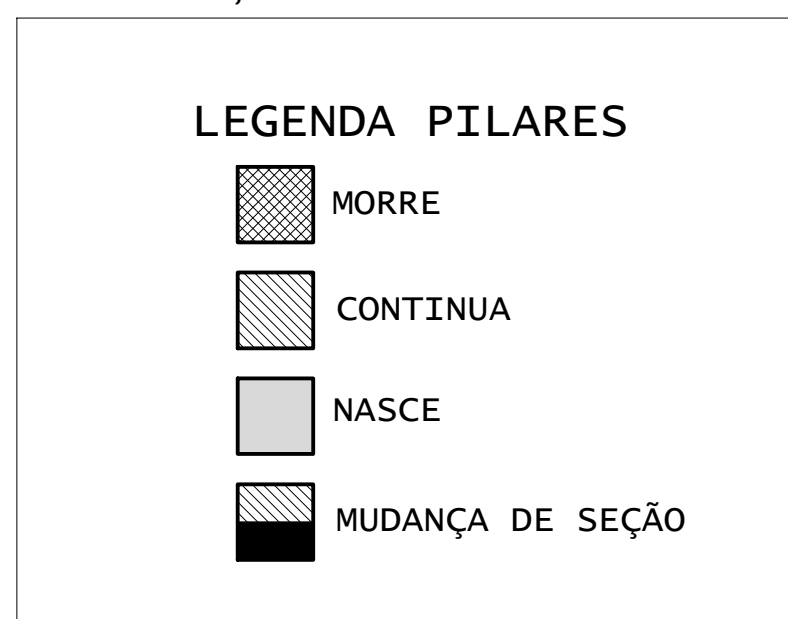 LEGENDA PILARES
MORRE
CONTINUA
NASCE
MUDANÇA DE SEÇÃO